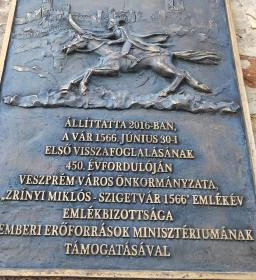 ÁLLÍTTATTA 2016-BAN,
A VÁR 1566. JÚNIUS 30-I
ELSŐ VISSZAFOGLALÁSÁNAK
450. ÉVFORDULÓJÁN
VESZPRÉM VÁROS ÖNKORMÁNYZATA,
„ZRÍNYI MIKLÓS - SZIGETVÁR 1566" EMLÉKÉV
EMLÉKBIZOTTSÁGA
EMBERI ERŐFORRÁSOK MINISZTÉRIUMÁNAK
TÁMOGATÁSÁVAL